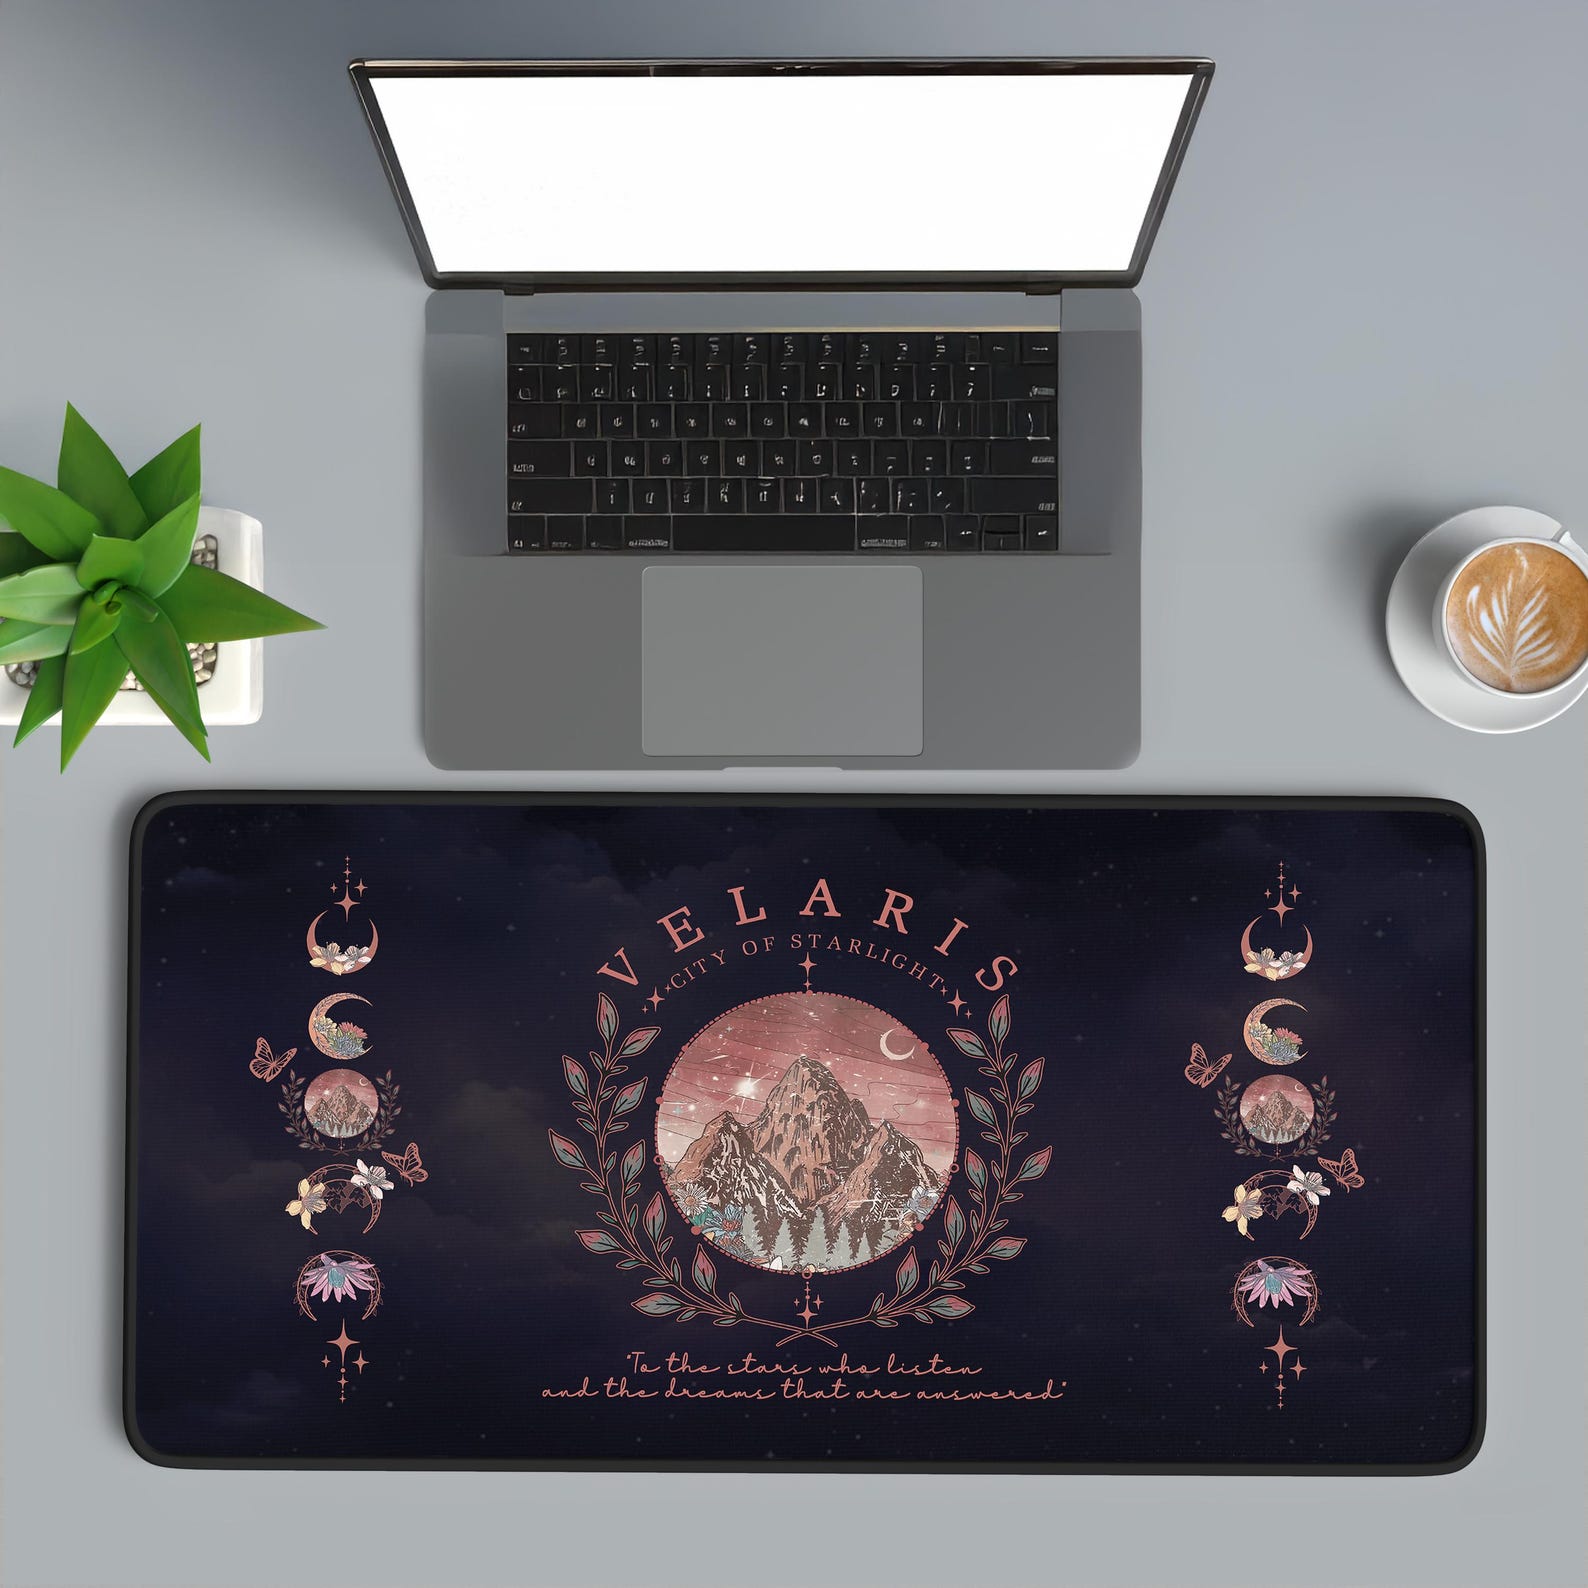 VELARIS
CITY OF STARLIGHT
"To the stars who listen
and the dreams that are answered"